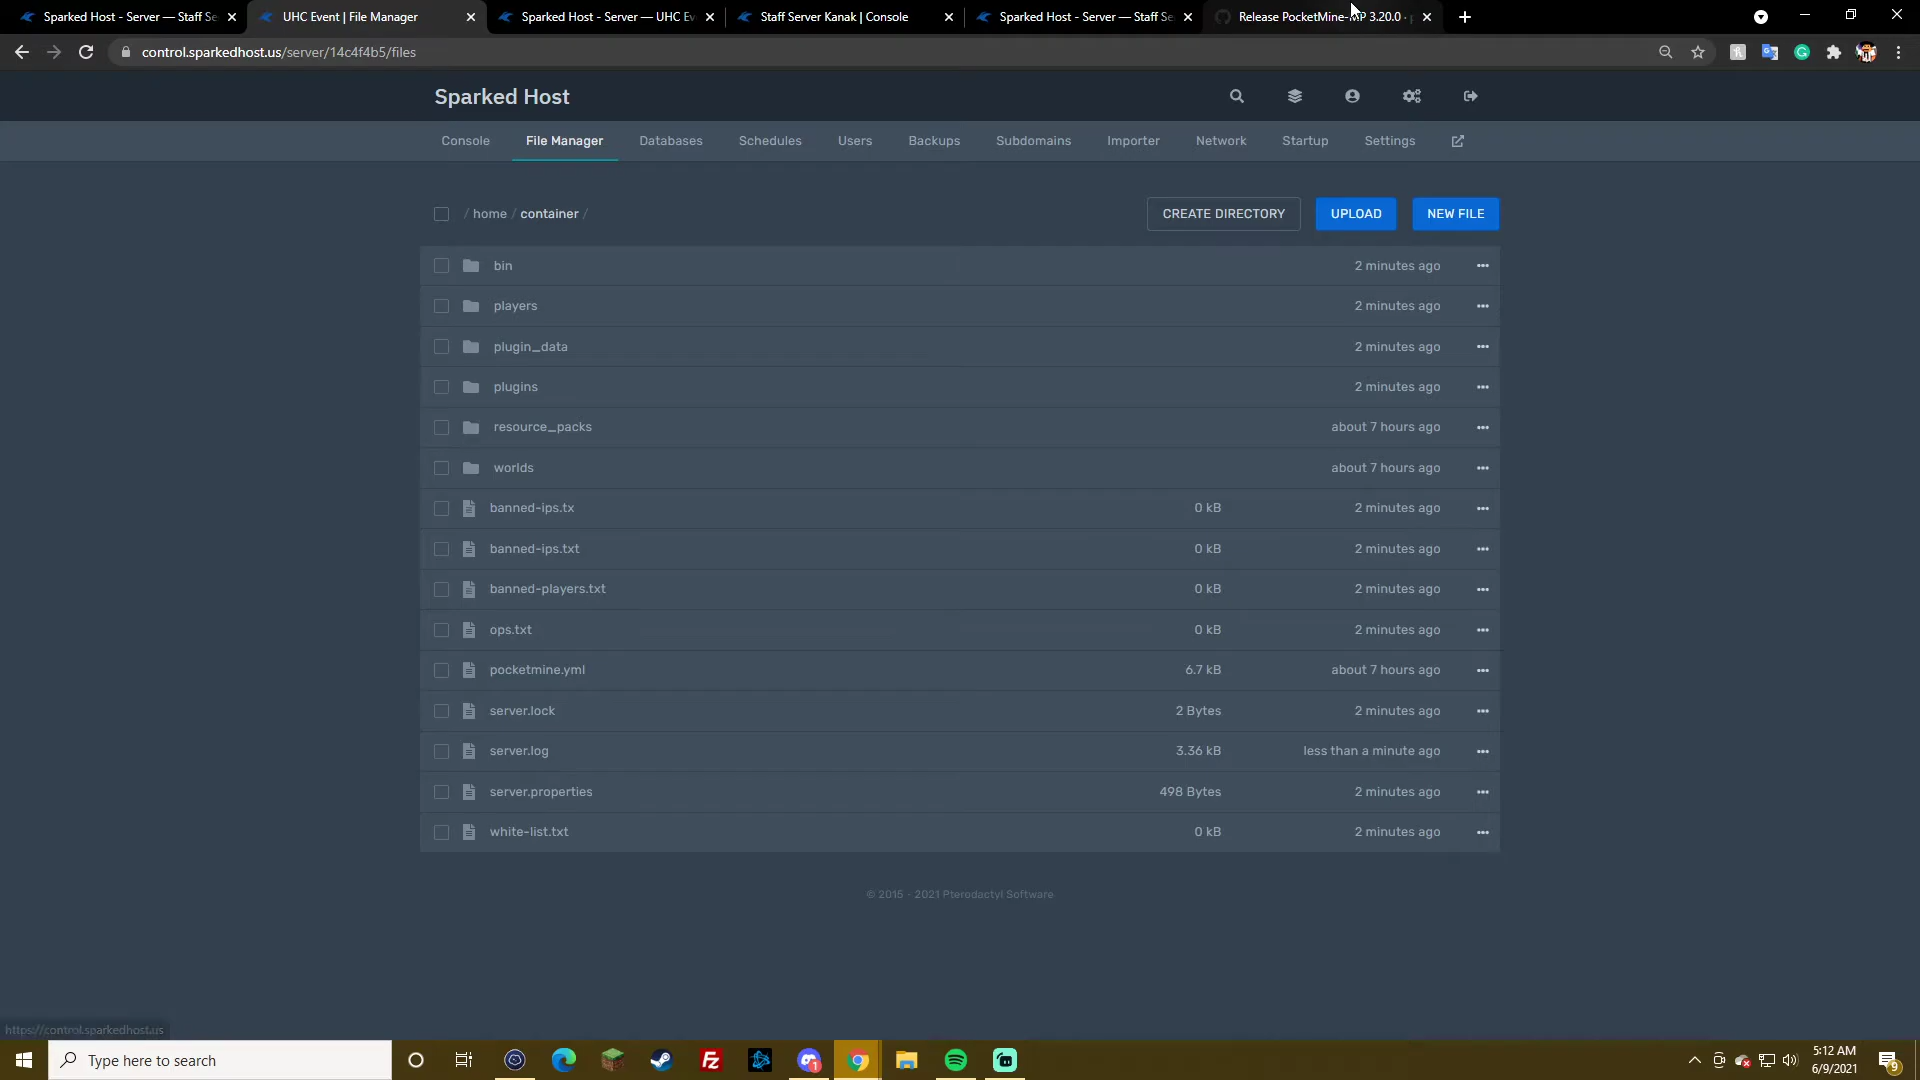 Sparked Host - Server — Staff Se
UHC Event | File Manager
Sparked Host - Server — UHC Ev
Staff Server Kanak | Console
Sparked Host - Server — Staff Se
Release PocketMine-MP 3.20.0 ·
control.sparkedhost.us/server/14c4f4b5/files
Sparked Host
Console
File Manager
Databases
Schedules
Users
Backups
Subdomains
Importer
Network
Startup
Settings
/ home / container /
CREATE DIRECTORY
UPLOAD
NEW FILE
bin 2 minutes ago
players 2 minutes ago
plugin_data 2 minutes ago
plugins 2 minutes ago
resource_packs about 7 hours ago
worlds about 7 hours ago
banned-ips.tx 0 kB 2 minutes ago
banned-ips.txt 0 kB 2 minutes ago
banned-players.txt 0 kB 2 minutes ago
ops.txt 0 kB 2 minutes ago
pocketmine.yml 6.7 kB about 7 hours ago
server.lock 2 Bytes 2 minutes ago
server.log 3.36 kB less than a minute ago
server.properties 498 Bytes 2 minutes ago
white-list.txt 0 kB 2 minutes ago
© 2015 - 2021 Pterodactyl Software
https://control.sparkedhost.us
Type here to search
1
5:12 AM
6/9/2021
9